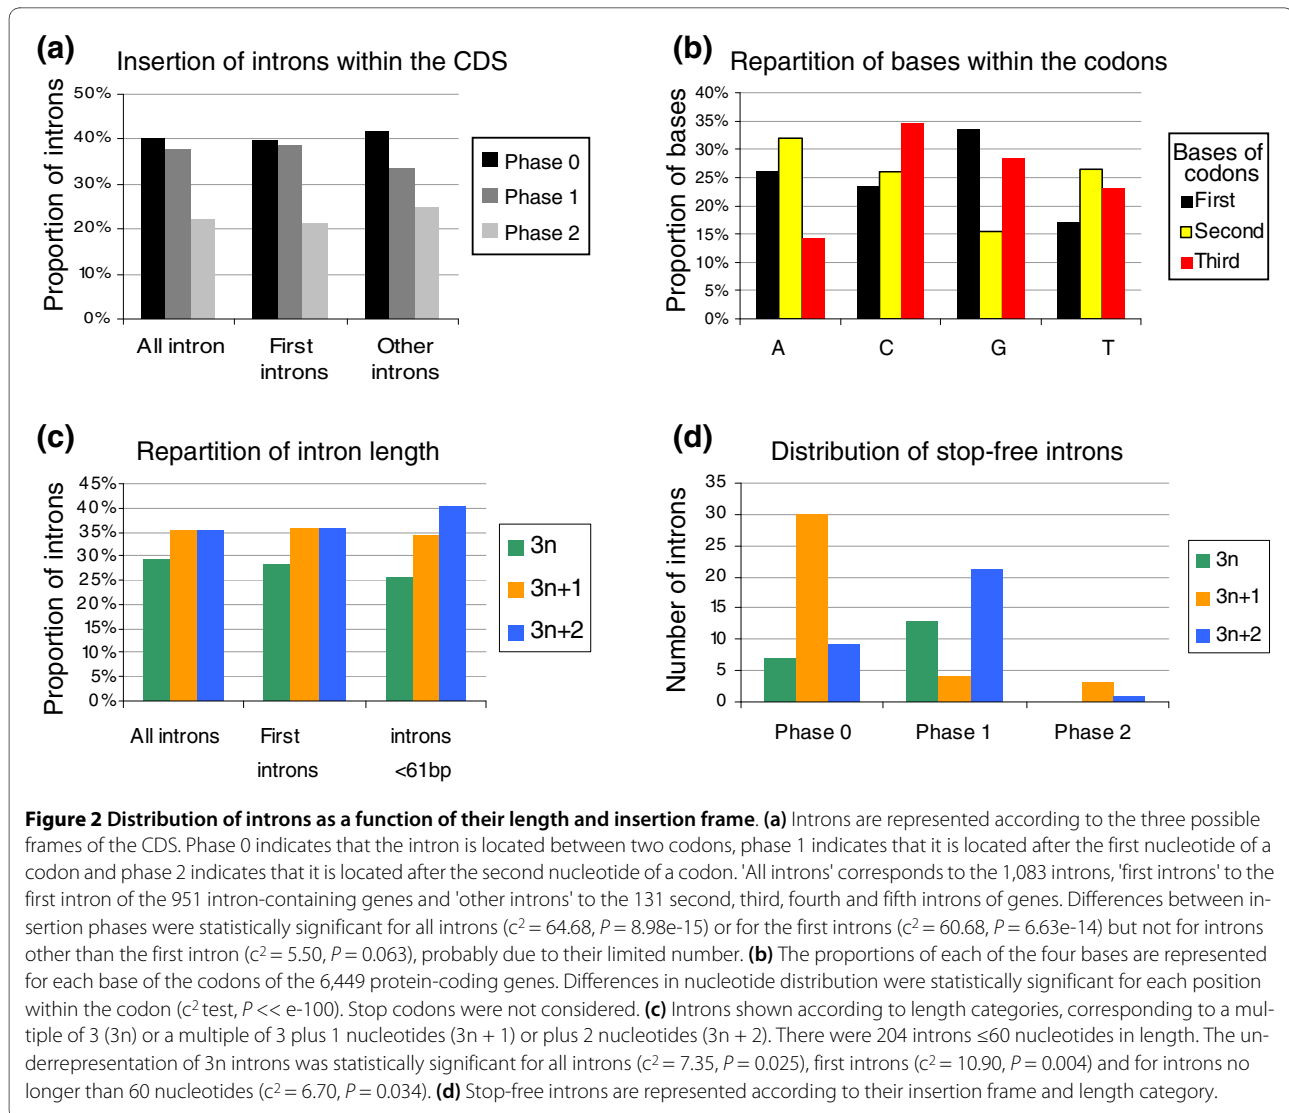 (a)
Insertion of introns within the CDS
Proportion of introns
50%
40%
30%
20%
10%
0%
All intron
First
introns
Other
introns
Phase 0
Phase 1
Phase 2
(b)
Repartition of bases within the codons
Proportion of bases
40%
35%
30%
25%
20%
15%
10%
5%
0%
A
C
G
T
Bases of
codons
First
Second
Third
(c)
Repartition of intron length
Proportion of introns
45%
40%
35%
30%
25%
20%
15%
10%
5%
0%
All introns
First
introns
introns
<61bp
3n
3n+1
3n+2
(d)
Distribution of stop-free introns
Number of introns
35
30
25
20
15
10
5
0
Phase 0
Phase 1
Phase 2
3n
3n+1
3n+2
Figure 2 Distribution of introns as a function of their length and insertion frame. (a) Introns are represented according to the three possible
frames of the CDS. Phase 0 indicates that the intron is located between two codons, phase 1 indicates that it is located after the first nucleotide of a
codon and phase 2 indicates that it is located after the second nucleotide of a codon. 'All introns' corresponds to the 1,083 introns, 'first introns' to the
first intron of the 951 intron-containing genes and 'other introns' to the 131 second, third, fourth and fifth introns of genes. Differences between in-
sertion phases were statistically significant for all introns (c² = 64.68, P = 8.98e-15) or for the first introns (c² = 60.68, P = 6.63e-14) but not for introns
other than the first intron (c² = 5.50, P = 0.063), probably due to their limited number. (b) The proportions of each of the four bases are represented
for each base of the codons of the 6,449 protein-coding genes. Differences in nucleotide distribution were statistically significant for each position
within the codon (c² test, P << e-100). Stop codons were not considered. (c) Introns shown according to length categories, corresponding to a mul-
tiple of 3 (3n) or a multiple of 3 plus 1 nucleotides (3n + 1) or plus 2 nucleotides (3n + 2). There were 204 introns ≤60 nucleotides in length. The un-
derrepresentation of 3n introns was statistically significant for all introns (c² = 7.35, P = 0.025), first introns (c² = 10.90, P = 0.004) and for introns no
longer than 60 nucleotides (c² = 6.70, P = 0.034). (d) Stop-free introns are represented according to their insertion frame and length category.